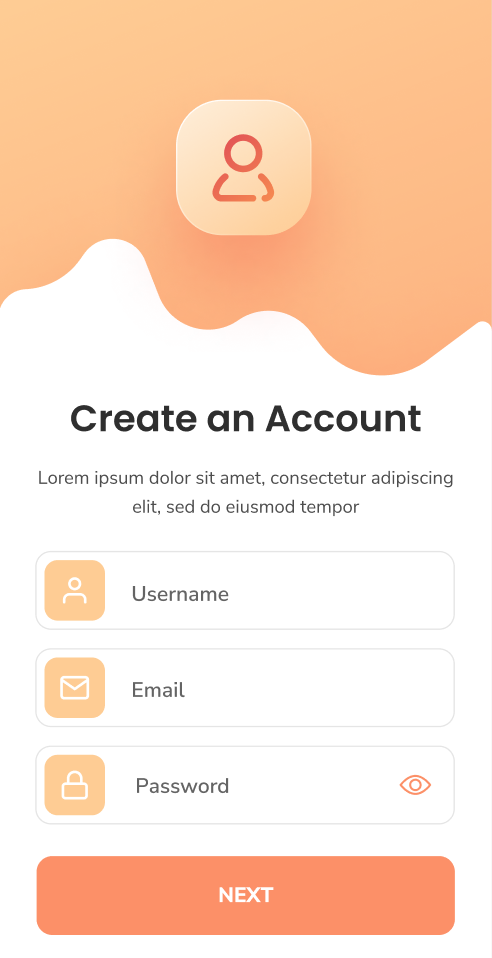 Create an Account
Lorem ipsum dolor sit amet, consectetur adipiscing
elit, sed do eiusmod tempor
Username
Email
Password
NEXT